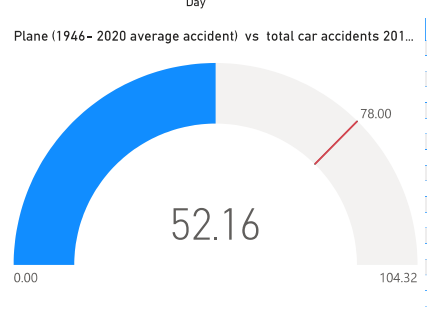 Day
Plane (1946- 2020 average accident) vs total car accidents 201...
78.00
52.16
0.00
104.32